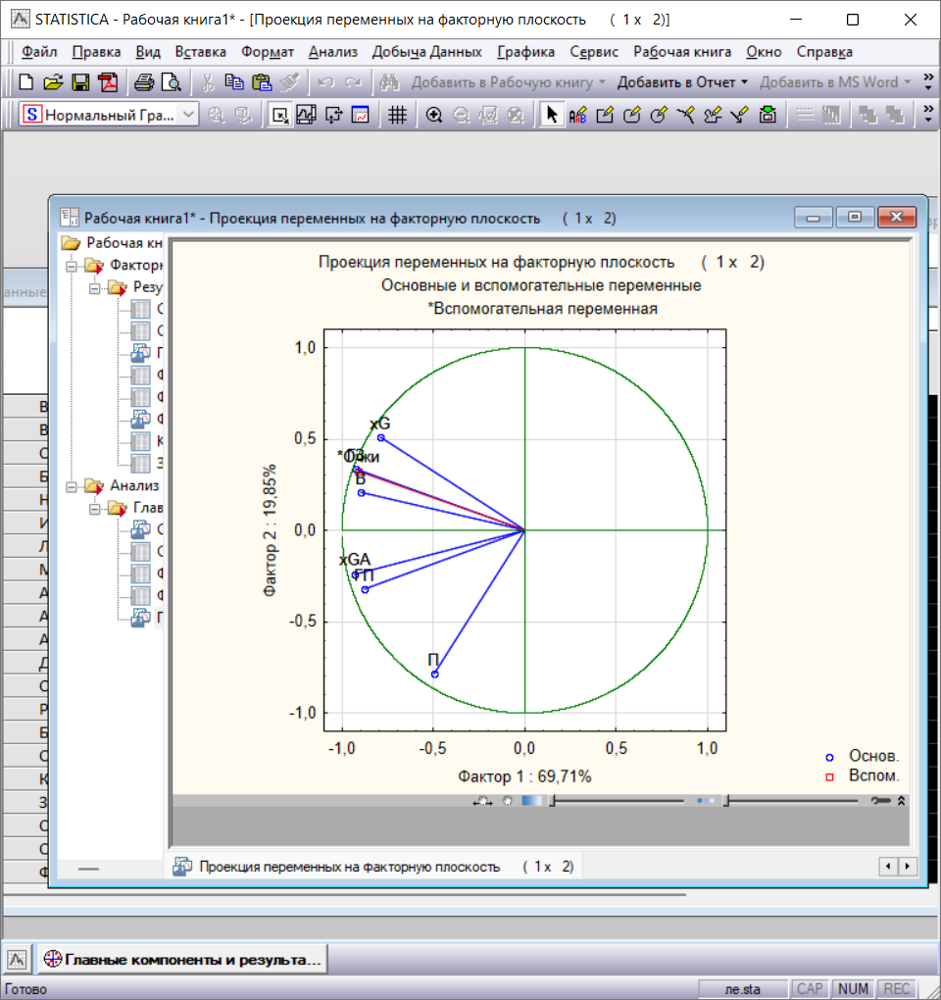 STATISTICA - Рабочая книга1* - [Проекция переменных на факторную плоскость ( 1 x 2)]
Файл Правка Вид Вставка Формат Анализ Добыча Данных Графика Сервис Рабочая книга Окно Справка
Добавить в Рабочую книгу Добавить в Отчет Добавить в MS Word
S Нормальный Гра...
Рабочая книга1* - Проекция переменных на факторную плоскость ( 1 x 2)
Рабочая кн
Факторн
Резу
Анализ
Глав
анные
Проекция переменных на факторную плоскость ( 1 x 2)
Основные и вспомогательные переменные
*Вспомогательная переменная
1,0
0,5
0,0
-0,5
-1,0
Фактор 2 : 19,85%
xG
*Очки
В
xGA
ГП
П
-1,0 -0,5 0,0 0,5 1,0
Фактор 1 : 69,71%
Основ.
Вспом.
Проекция переменных на факторную плоскость ( 1 x 2)
Главные компоненты и результа...
Готово
ле.sta CAP NUM REC